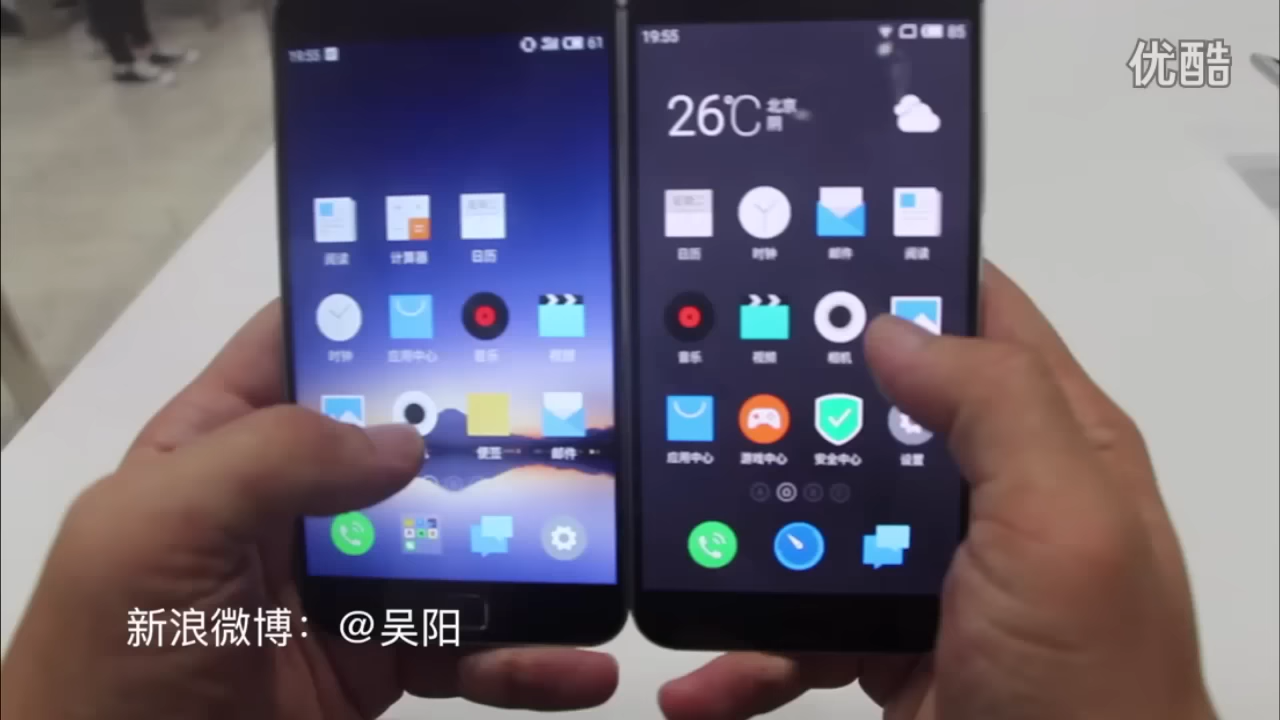 优酷
19:55
61
19:55
85
26℃
北京
阴
阅读
计算器
日历
日历
时钟
邮件
阅读
时钟
应用中心
音乐
视频
音乐
视频
相机
便签
邮件
应用中心
游戏中心
安全中心
设置
新浪微博：@吴阳